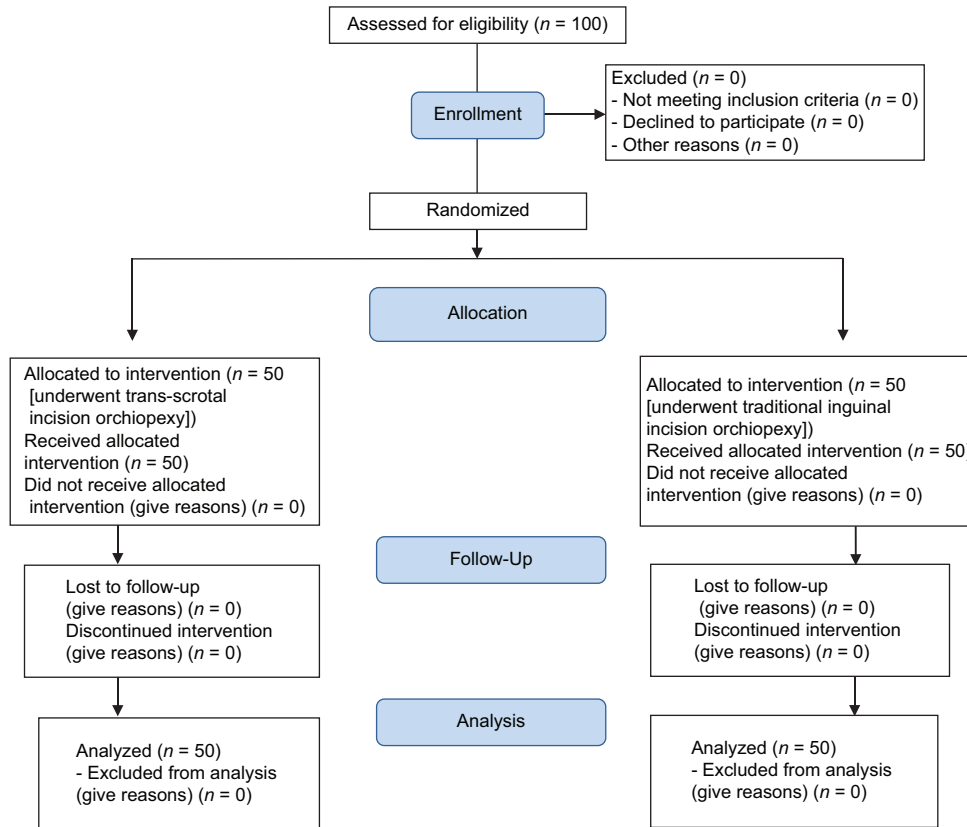 Assessed for eligibility (n = 100)
Excluded (n = 0)
- Not meeting inclusion criteria (n = 0)
- Declined to participate (n = 0)
- Other reasons (n = 0)
Enrollment
Randomized
Allocation
Allocated to intervention (n = 50
[underwent trans-scrotal
incision orchiopexy])
Received allocated
intervention (n = 50)
Did not receive allocated
intervention (give reasons) (n = 0)
Allocated to intervention (n = 50
[underwent traditional inguinal
incision orchiopexy])
Received allocated intervention (n = 50)
Did not receive allocated
intervention (give reasons) (n = 0)
Follow-Up
Lost to follow-up
(give reasons) (n = 0)
Discontinued intervention
(give reasons) (n = 0)
Lost to follow-up
(give reasons) (n = 0)
Discontinued intervention
(give reasons) (n = 0)
Analysis
Analyzed (n = 50)
- Excluded from analysis
(give reasons) (n = 0)
Analyzed (n = 50)
- Excluded from analysis
(give reasons) (n = 0)